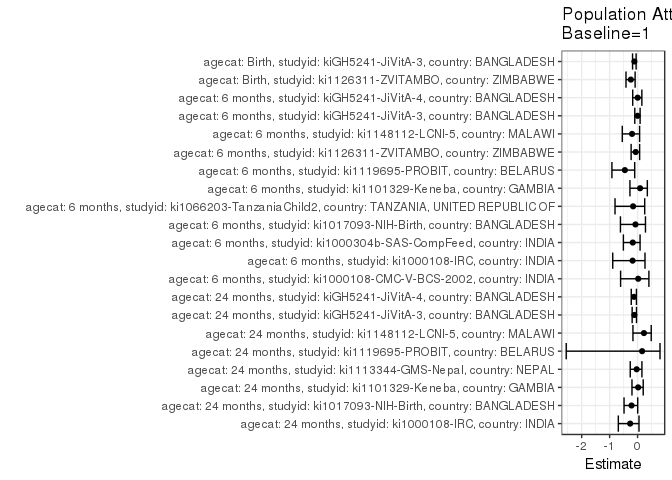 Population Att
Baseline=1
agecat: Birth, studyid: kiGH5241-JiVitA-3, country: BANGLADESH
agecat: Birth, studyid: ki1126311-ZVITAMBO, country: ZIMBABWE
agecat: 6 months, studyid: kiGH5241-JiVitA-4, country: BANGLADESH
agecat: 6 months, studyid: kiGH5241-JiVitA-3, country: BANGLADESH
agecat: 6 months, studyid: ki1148112-LCNI-5, country: MALAWI
agecat: 6 months, studyid: ki1126311-ZVITAMBO, country: ZIMBABWE
agecat: 6 months, studyid: ki1119695-PROBIT, country: BELARUS
agecat: 6 months, studyid: ki1101329-Keneba, country: GAMBIA
agecat: 6 months, studyid: ki1066203-TanzaniaChild2, country: TANZANIA, UNITED REPUBLIC OF
agecat: 6 months, studyid: ki1017093-NIH-Birth, country: BANGLADESH
agecat: 6 months, studyid: ki1000304b-SAS-CompFeed, country: INDIA
agecat: 6 months, studyid: ki1000108-IRC, country: INDIA
agecat: 6 months, studyid: ki1000108-CMC-V-BCS-2002, country: INDIA
agecat: 24 months, studyid: kiGH5241-JiVitA-4, country: BANGLADESH
agecat: 24 months, studyid: kiGH5241-JiVitA-3, country: BANGLADESH
agecat: 24 months, studyid: ki1148112-LCNI-5, country: MALAWI
agecat: 24 months, studyid: ki1119695-PROBIT, country: BELARUS
agecat: 24 months, studyid: ki1113344-GMS-Nepal, country: NEPAL
agecat: 24 months, studyid: ki1101329-Keneba, country: GAMBIA
agecat: 24 months, studyid: ki1017093-NIH-Birth, country: BANGLADESH
agecat: 24 months, studyid: ki1000108-IRC, country: INDIA
-2 -1 0
Estimate